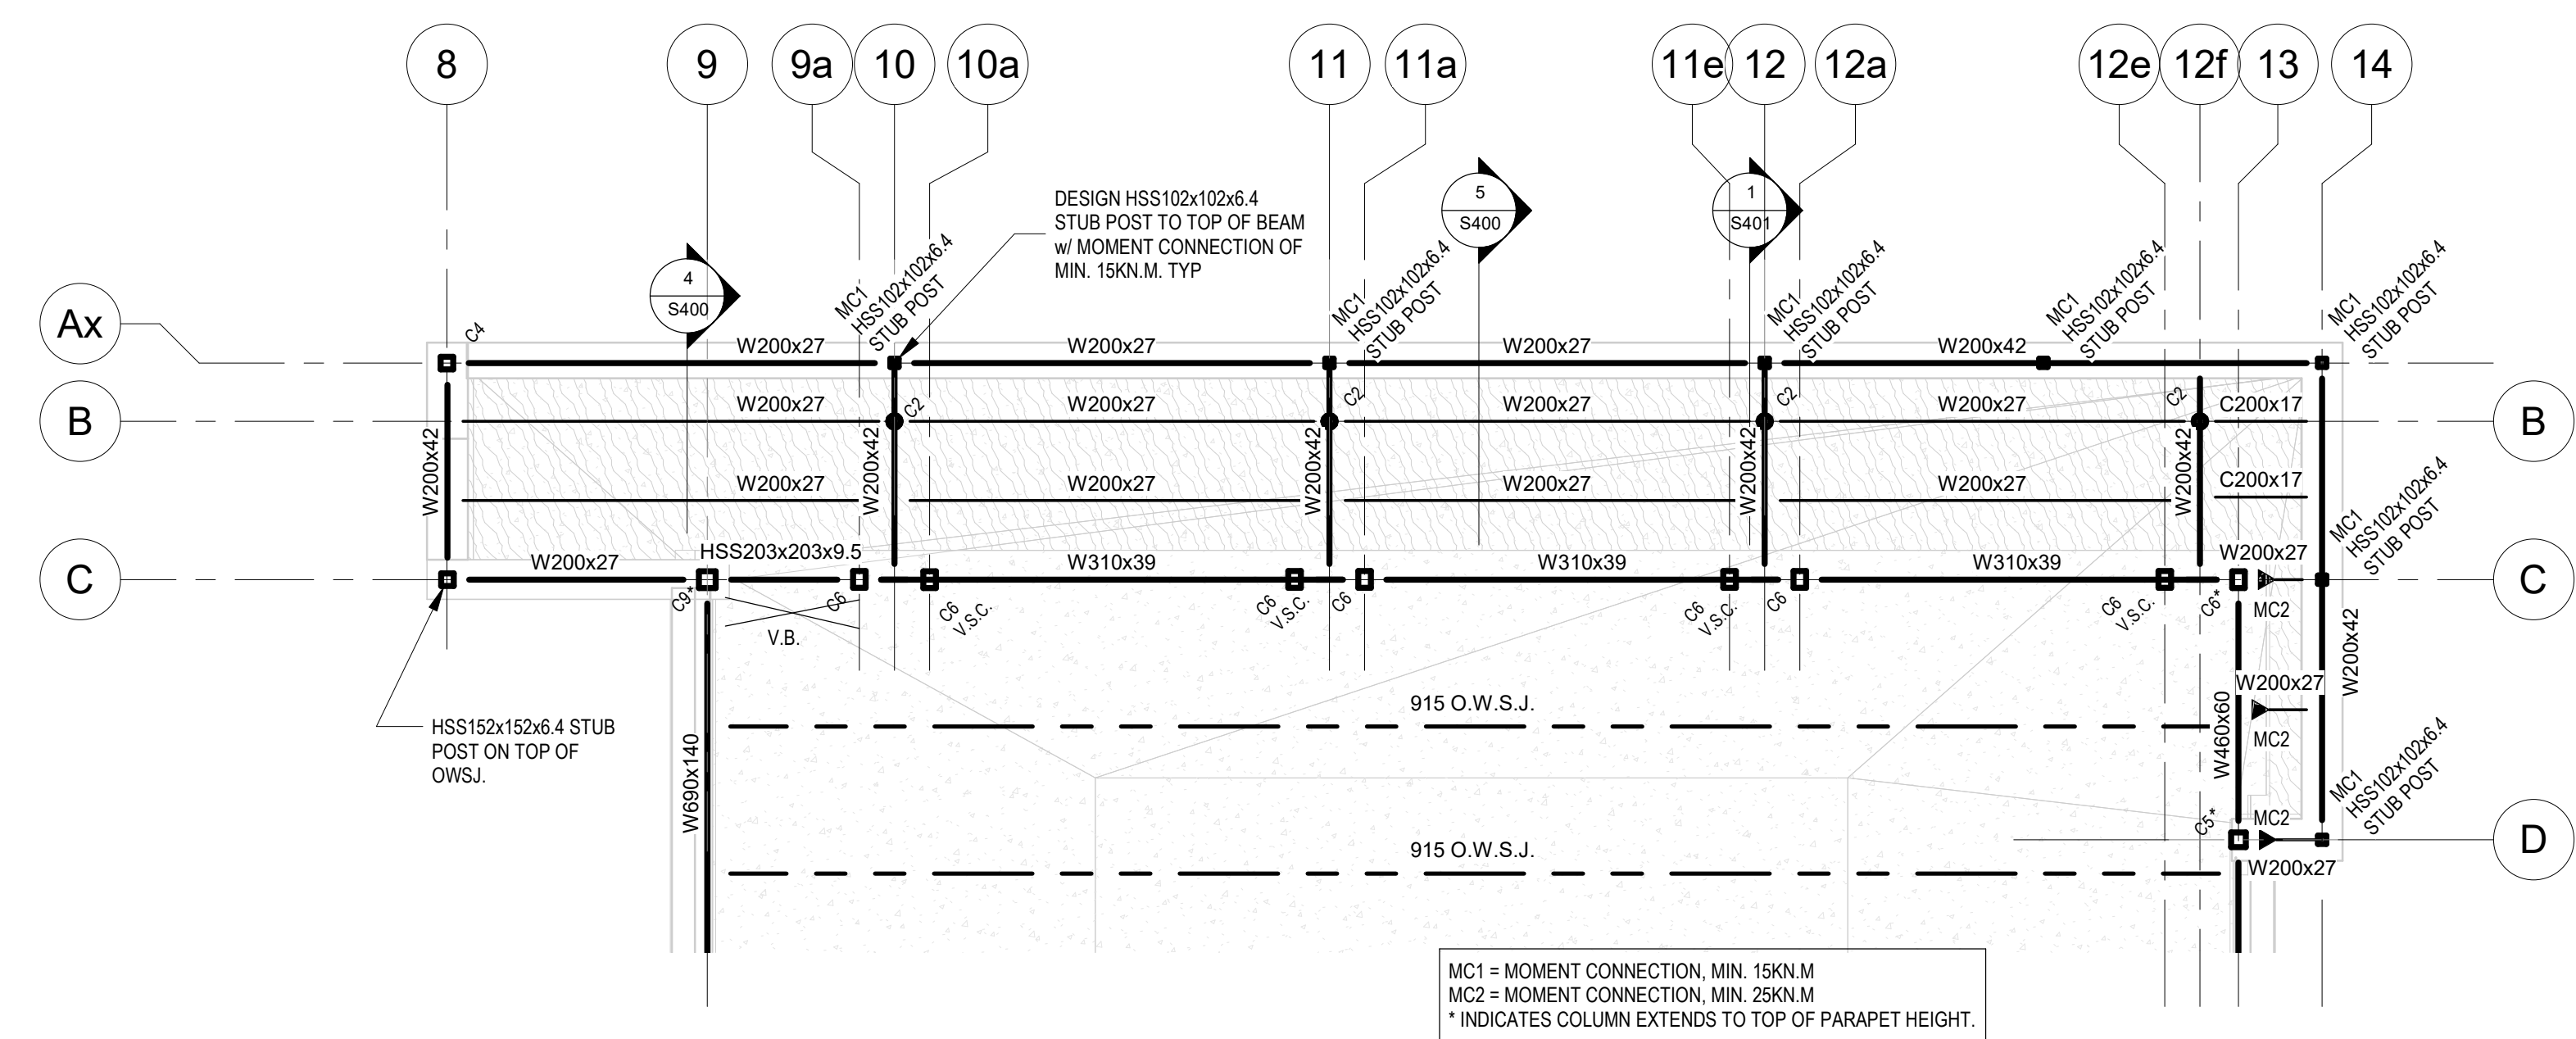 8
9
9a
10
10a
11
11a
11e
12
12a
12e
12f
13
14
DESIGN HSS102x102x6.4
STUB POST TO TOP OF BEAM
w/ MOMENT CONNECTION OF
MIN. 15KN.M. TYP
4
S400
5
S400
1
S401
MC1
HSS102x102x6.4
STUB POST
MC1
HSS102x102x6.4
STUB POST
MC1
HSS102x102x6.4
STUB POST
MC1
HSS102x102x6.4
STUB POST
MC1
HSS102x102x6.4
STUB POST
Ax
C4
W200x27
W200x27
W200x27
W200x42
B
W200x27
C2
W200x27
C2
W200x27
C2
W200x27
C2
C200x17
B
W200x42
W200x42
W200x42
W200x42
W200x42
W200x27
W200x27
W200x27
W200x27
C200x17
MC1
HSS102x102x6.4
STUB POST
C
W200x27
HSS203x203x9.5
W310x39
W310x39
W310x39
W200x27
C
C9*
C6
C6
V.S.C.
C6
V.S.C.
C6
C6
V.S.C.
C6
C6
V.S.C.
C6*
MC2
V.B.
W200x42
HSS152x152x6.4 STUB
POST ON TOP OF
OWSJ.
W690x140
915 O.W.S.J.
W200x27
W460x60
MC2
MC1
HSS102x102x6.4
STUB POST
C5*
MC2
D
915 O.W.S.J.
W200x27
MC1 = MOMENT CONNECTION, MIN. 15KN.M
MC2 = MOMENT CONNECTION, MIN. 25KN.M
* INDICATES COLUMN EXTENDS TO TOP OF PARAPET HEIGHT.